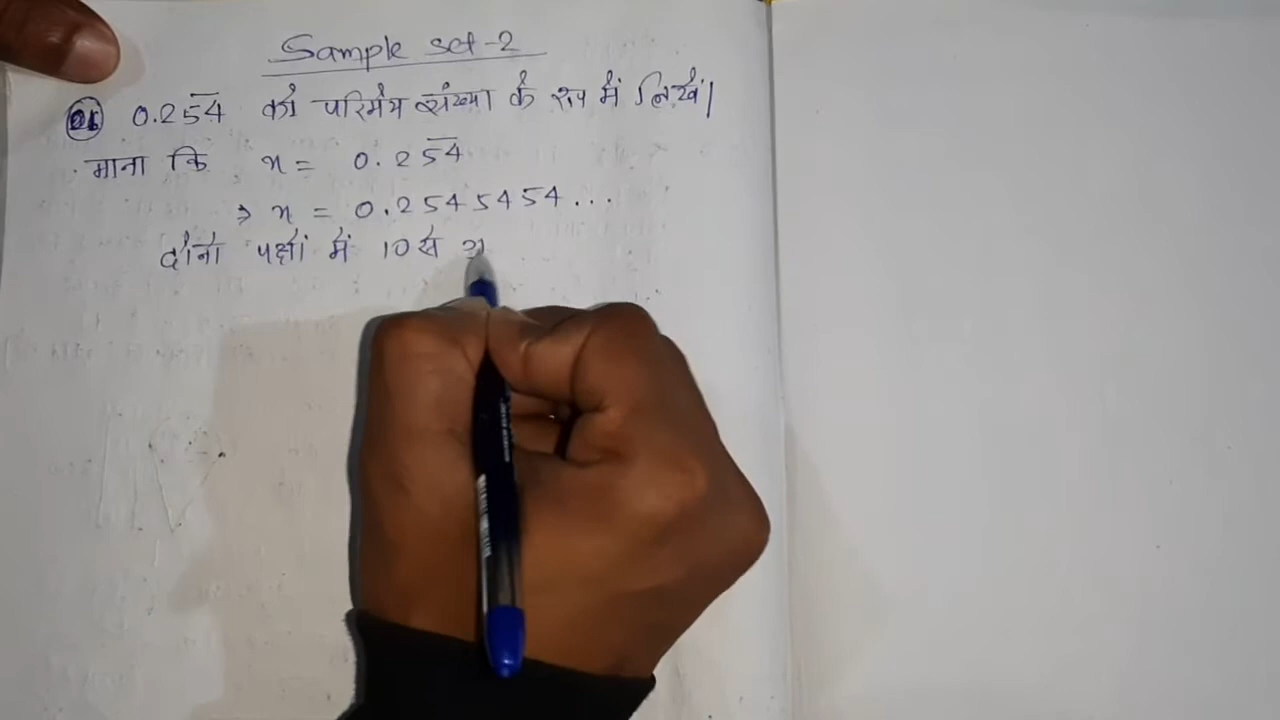 Sample set-2
0.25̅4̅ को परिमेय संख्या के रूप में लिखें।
माना कि x = 0.25̅4̅
⇒ x = 0.2545454...
दोनों पक्षों में 10 से